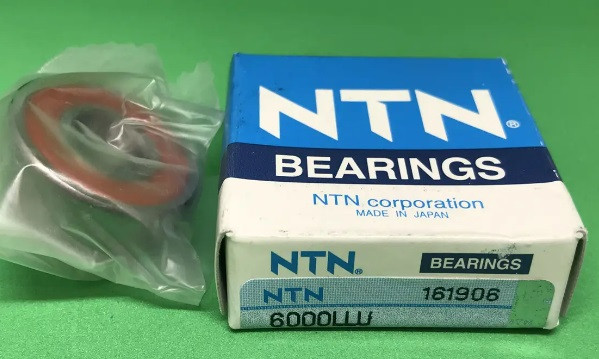 NTN®
BEARINGS
NTN corporation
MADE IN JAPAN
NTN® BEARINGS
NTN 161906
6000LLU